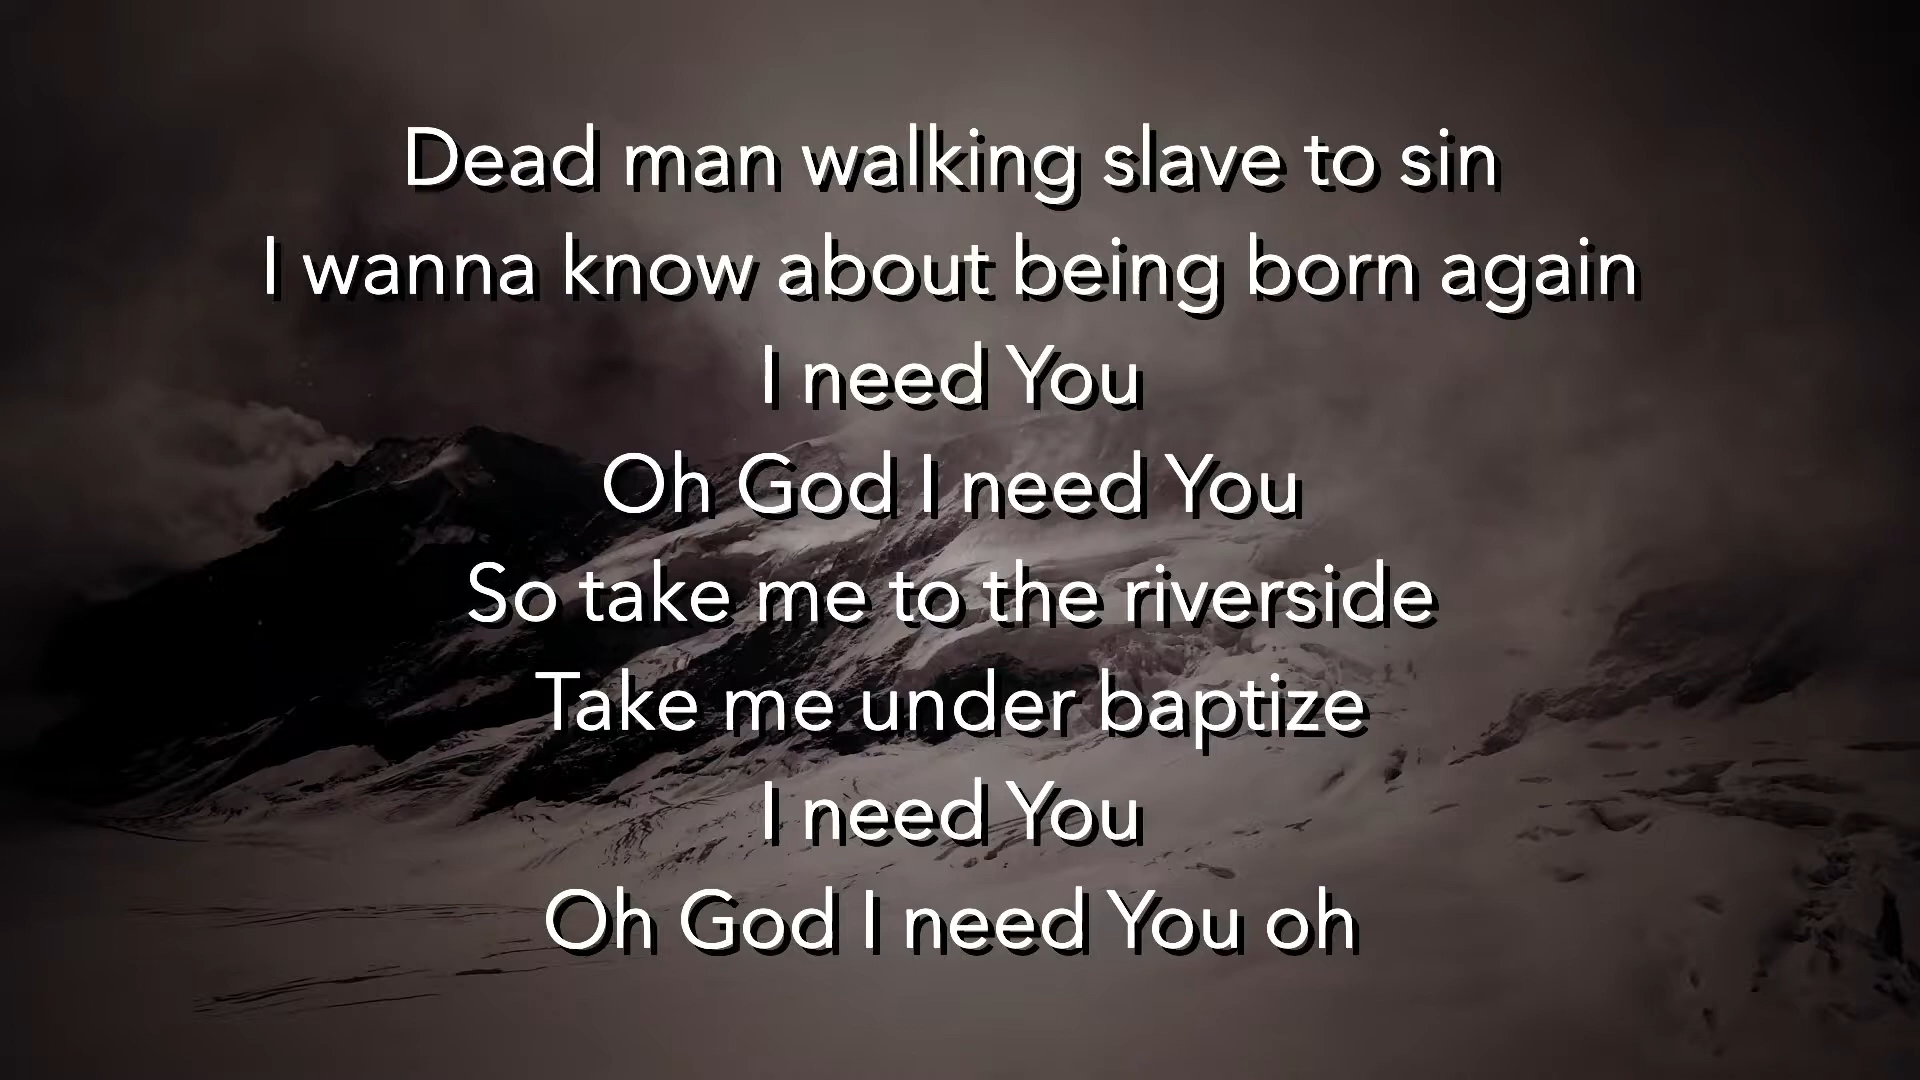 Dead man walking slave to sin
I wanna know about being born again
I need You
Oh God I need You
So take me to the riverside
Take me under baptize
I need You
Oh God I need You oh